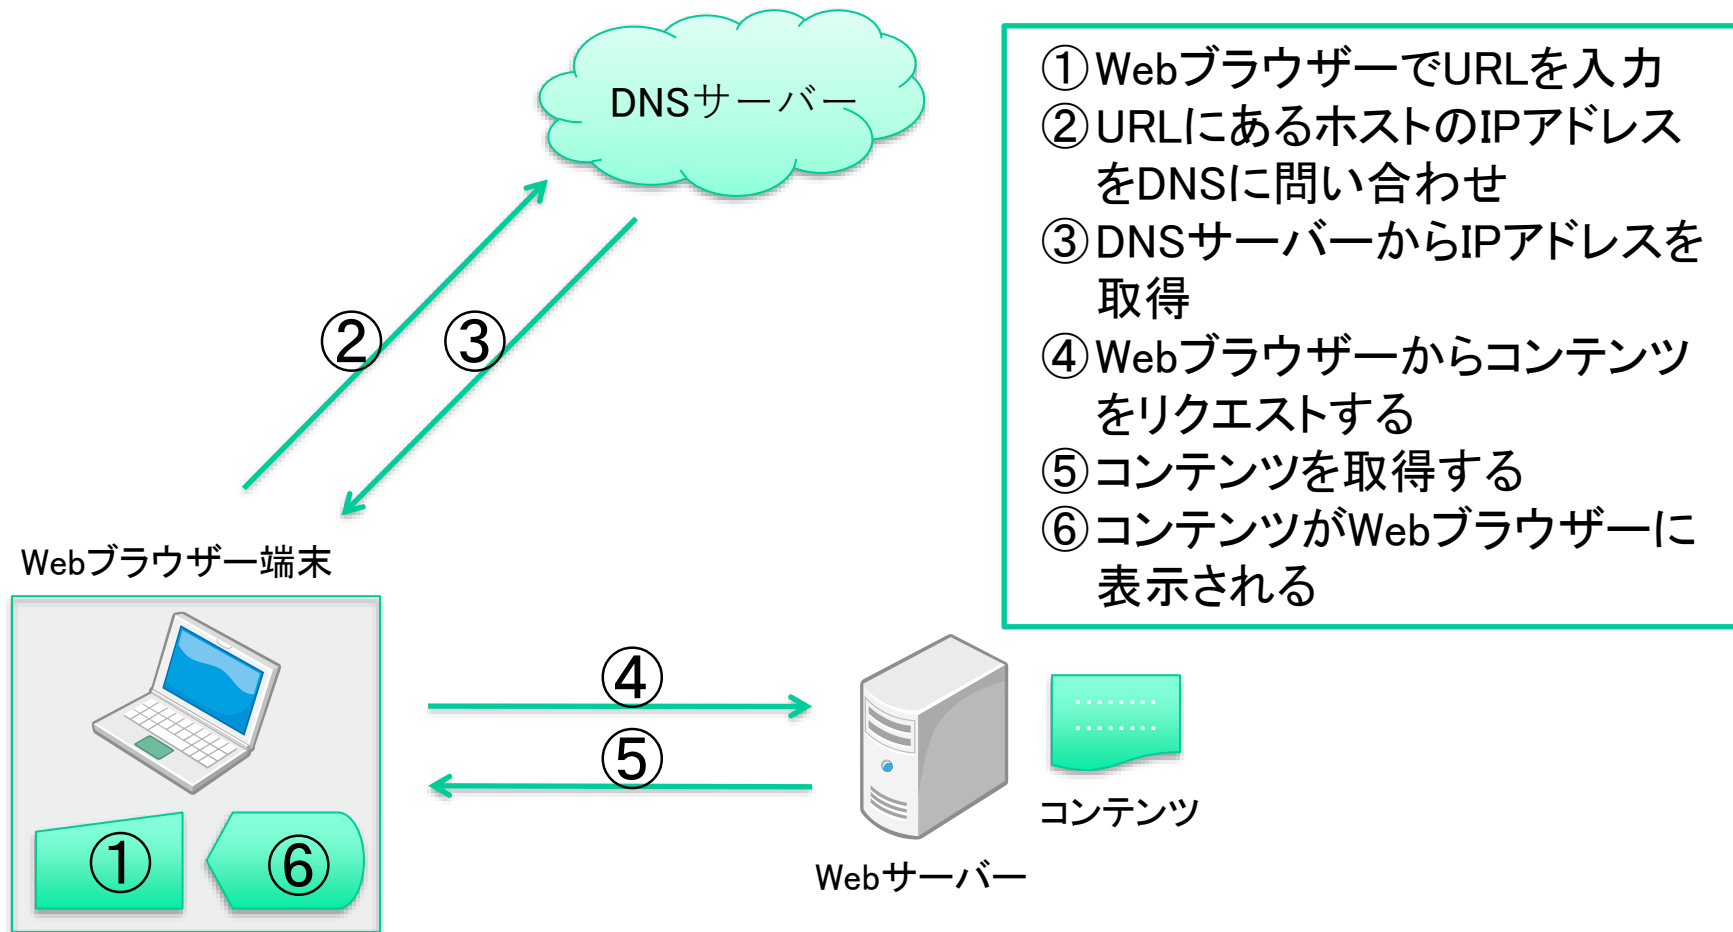 DNSサーバー
①WebブラウザーでURLを入力
②URLにあるホストのIPアドレス
をDNSに問い合わせ
③DNSサーバーからIPアドレスを
取得
④Webブラウザーからコンテンツ
をリクエストする
⑤コンテンツを取得する
⑥コンテンツがWebブラウザーに
表示される
②
③
Webブラウザー端末
④
⑤
①
⑥
コンテンツ
Webサーバー